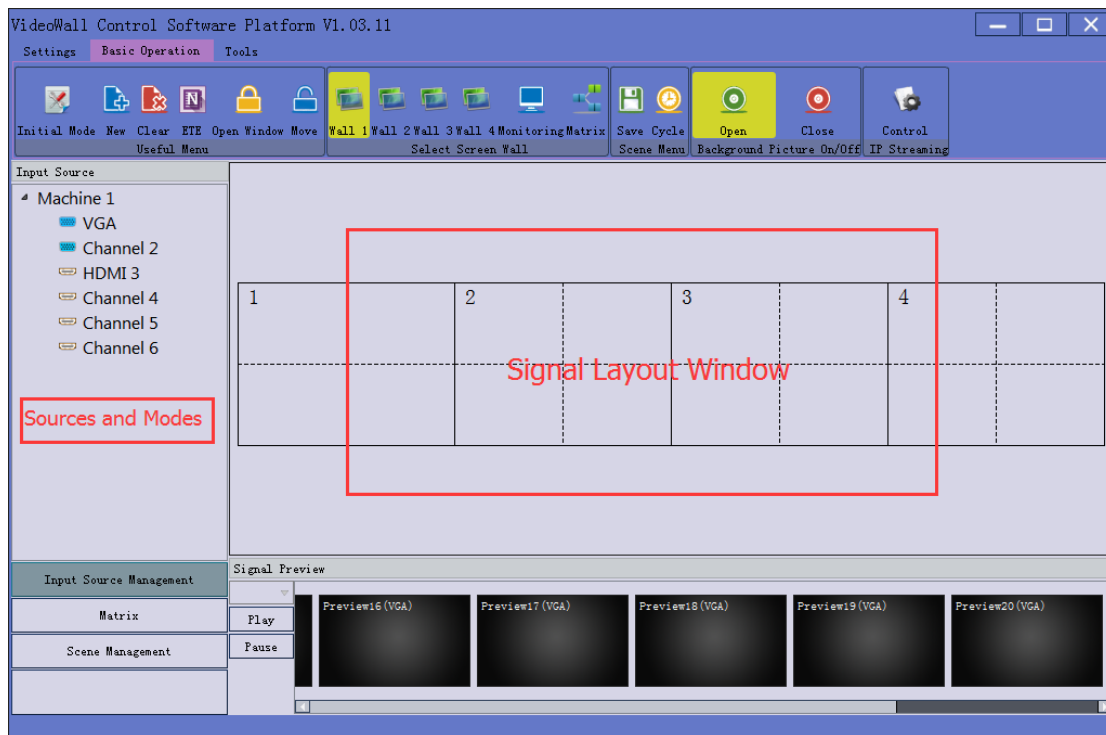 VideoWall Control Software Platform V1.03.11
Settings Basic Operation Tools
Initial Mode New Clear ETE Open Window Move Wall 1 Wall 2 Wall 3 Wall 4 Monitoring Matrix Save Cycle Open Close Control
Useful Menu Select Screen Wall Scene Menu Background Picture On/Off IP Streaming
Input Source
Machine 1
VGA
Channel 2
HDMI 3
Channel 4
Channel 5
Channel 6
Sources and Modes
1 2 3 4
Signal Layout Window
Input Source Management
Matrix
Scene Management
Signal Preview
Play
Pause
Preview16(VGA) Preview17(VGA) Preview18(VGA) Preview19(VGA) Preview20(VGA)